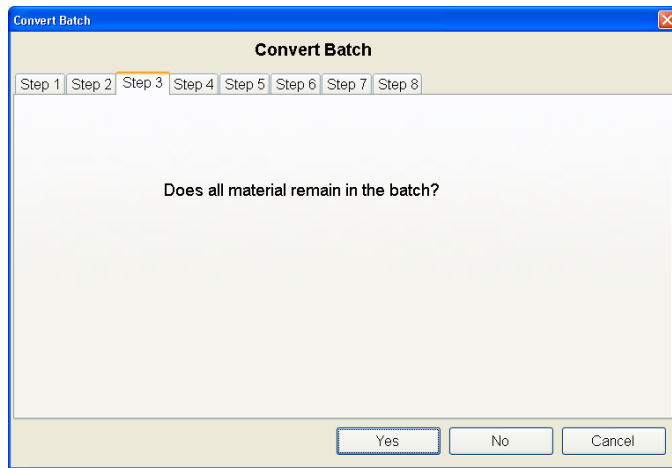 Convert Batch
Convert Batch
Step 1 Step 2 Step 3 Step 4 Step 5 Step 6 Step 7 Step 8
Does all material remain in the batch?
Yes No Cancel